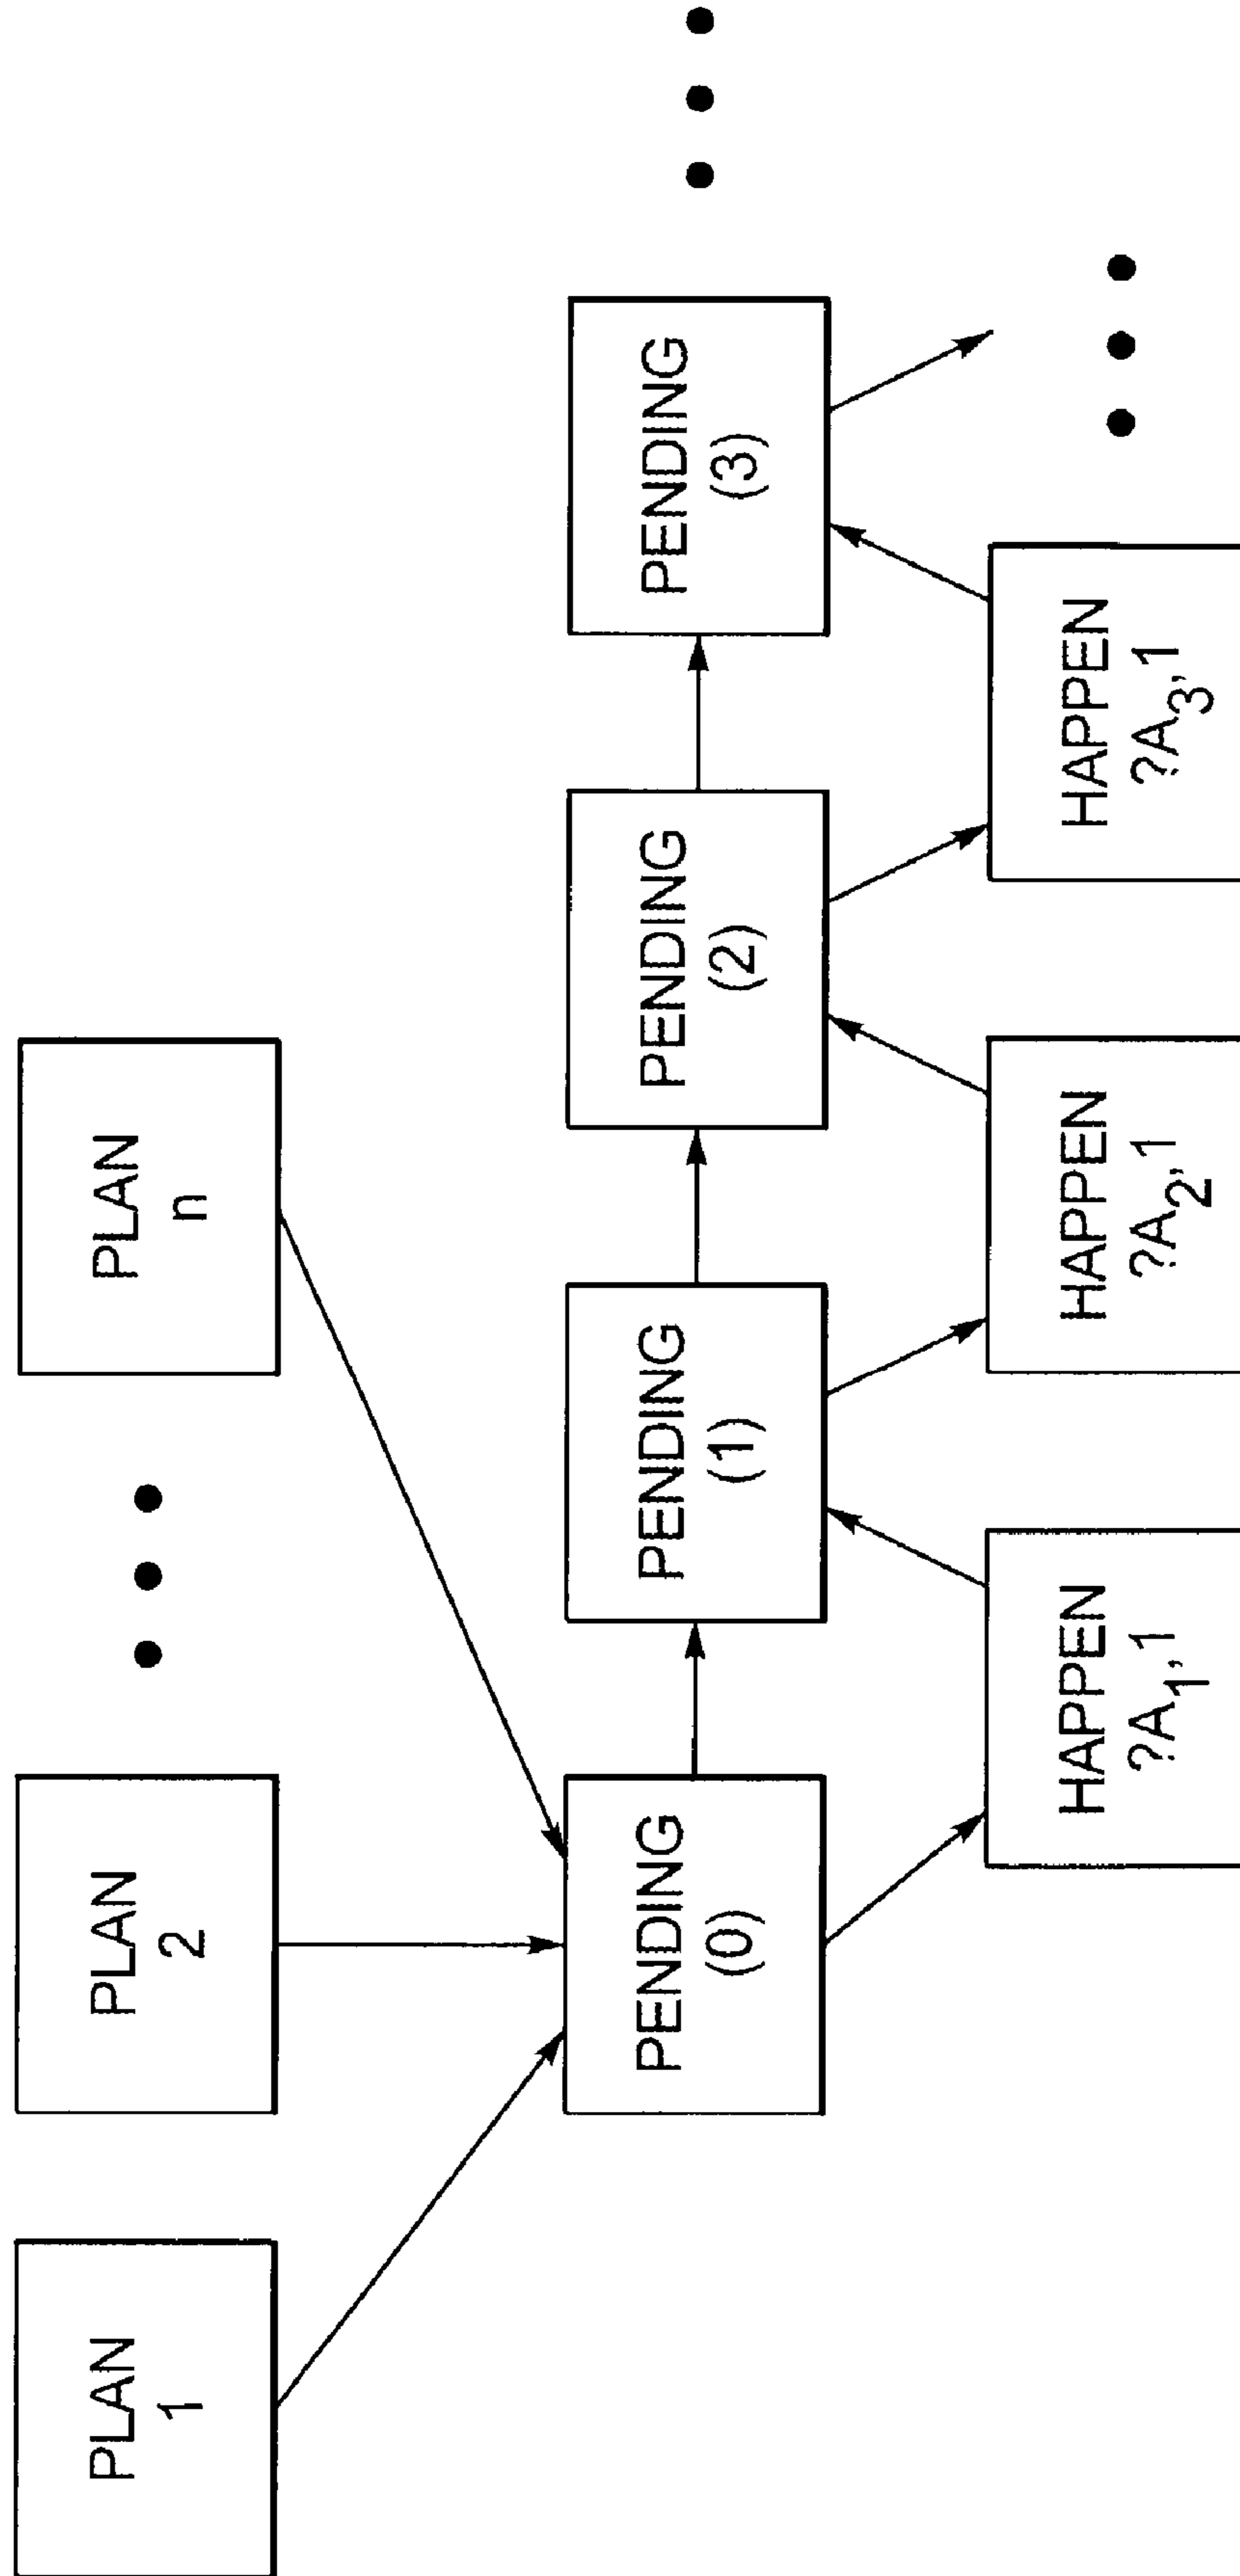 PLAN
1
PLAN
2
PLAN
n
PENDING
(0)
PENDING
(1)
PENDING
(2)
PENDING
(3)
HAPPEN
?A₁,1
HAPPEN
?A₂,1
HAPPEN
?A₃,1